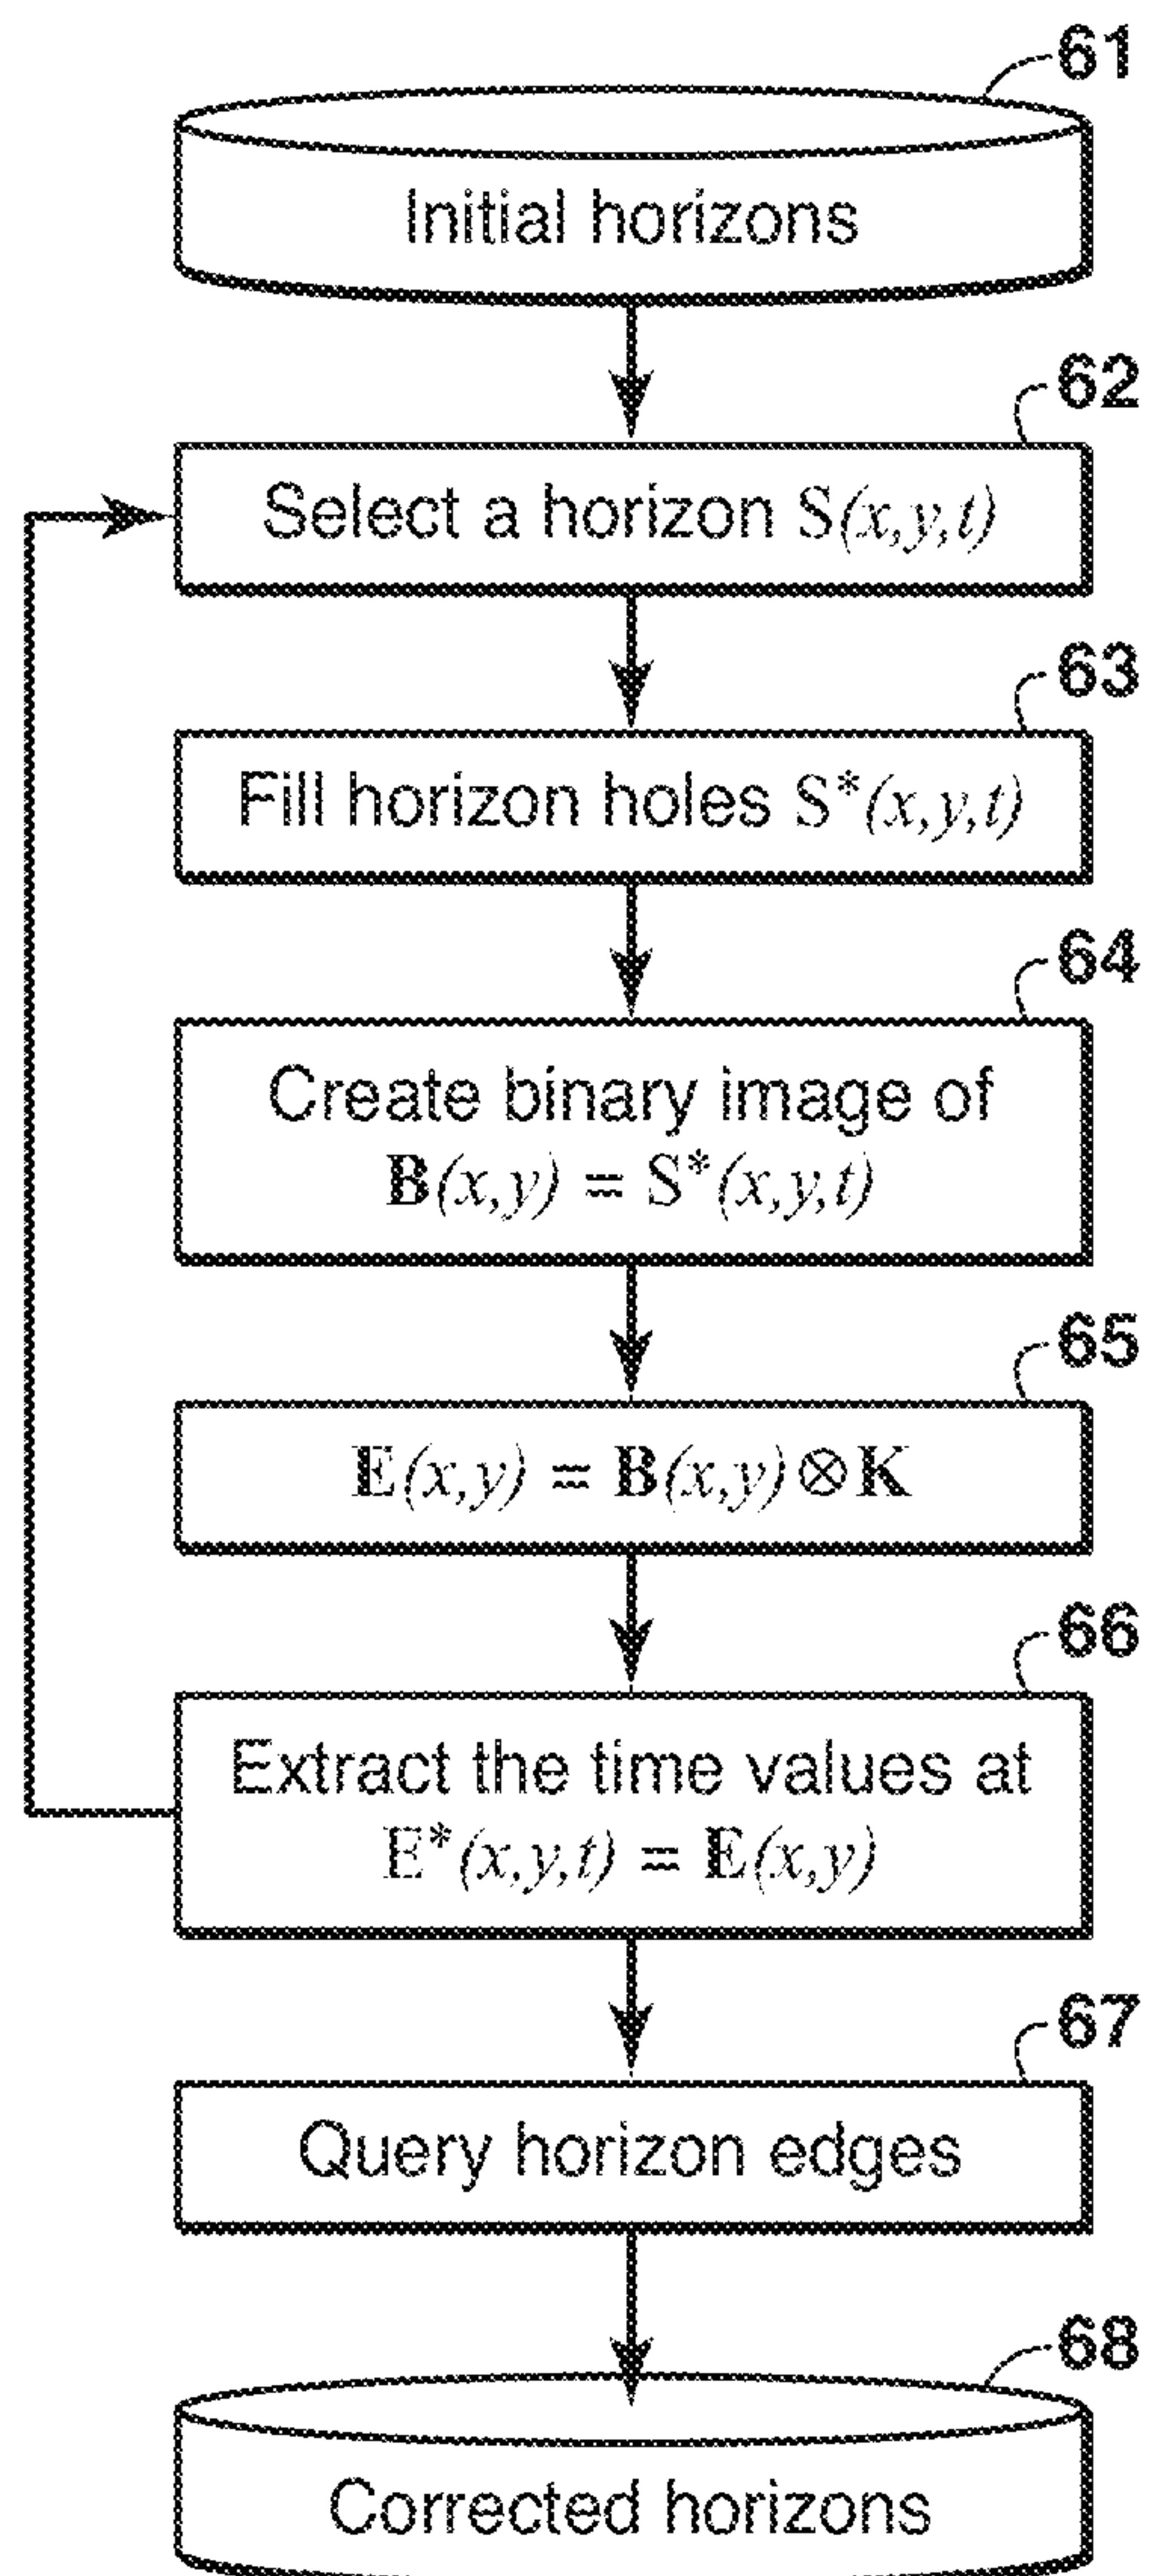 61
Initial horizons
62
Select a horizon S(x,y,t)
63
Fill horizon holes S*(x,y,t)
64
Create binary image of
B(x,y) = S*(x,y,t)
65
E(x,y) = B(x,y)⊗K
66
Extract the time values at
E*(x,y,t) = E(x,y)
67
Query horizon edges
68
Corrected horizons